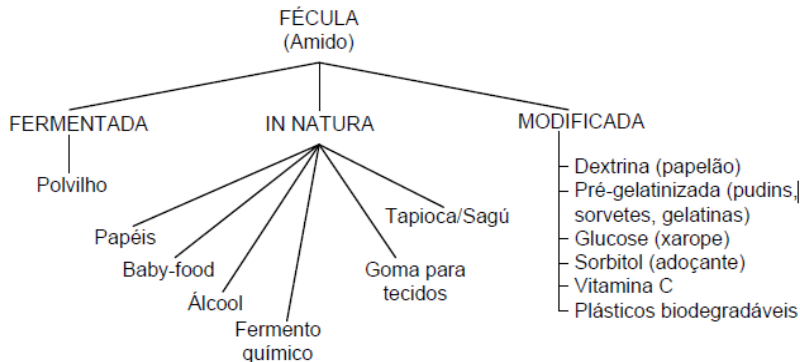 FÉCULA
(Amido)
FERMENTADA
IN NATURA
MODIFICADA
Polvilho
Papéis
Baby-food
Álcool
Fermento
químico
Goma para
tecidos
Tapioca/Sagú
Dextrina (papelão)
Pré-gelatinizada (pudins,
sorvetes, gelatinas)
Glucose (xarope)
Sorbitol (adoçante)
Vitamina C
Plásticos biodegradáveis